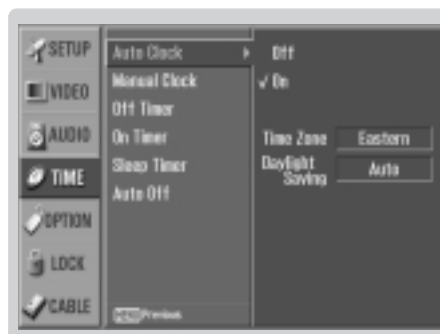 SETUP
VIDEO
AUDIO
TIME
OPTION
LOCK
CABLE
Auto Clock
Manual Clock
Off Timer
On Timer
Sleep Timer
Auto Off
Previous
Off
√ On
Time Zone Eastern
Daylight
Saving Auto